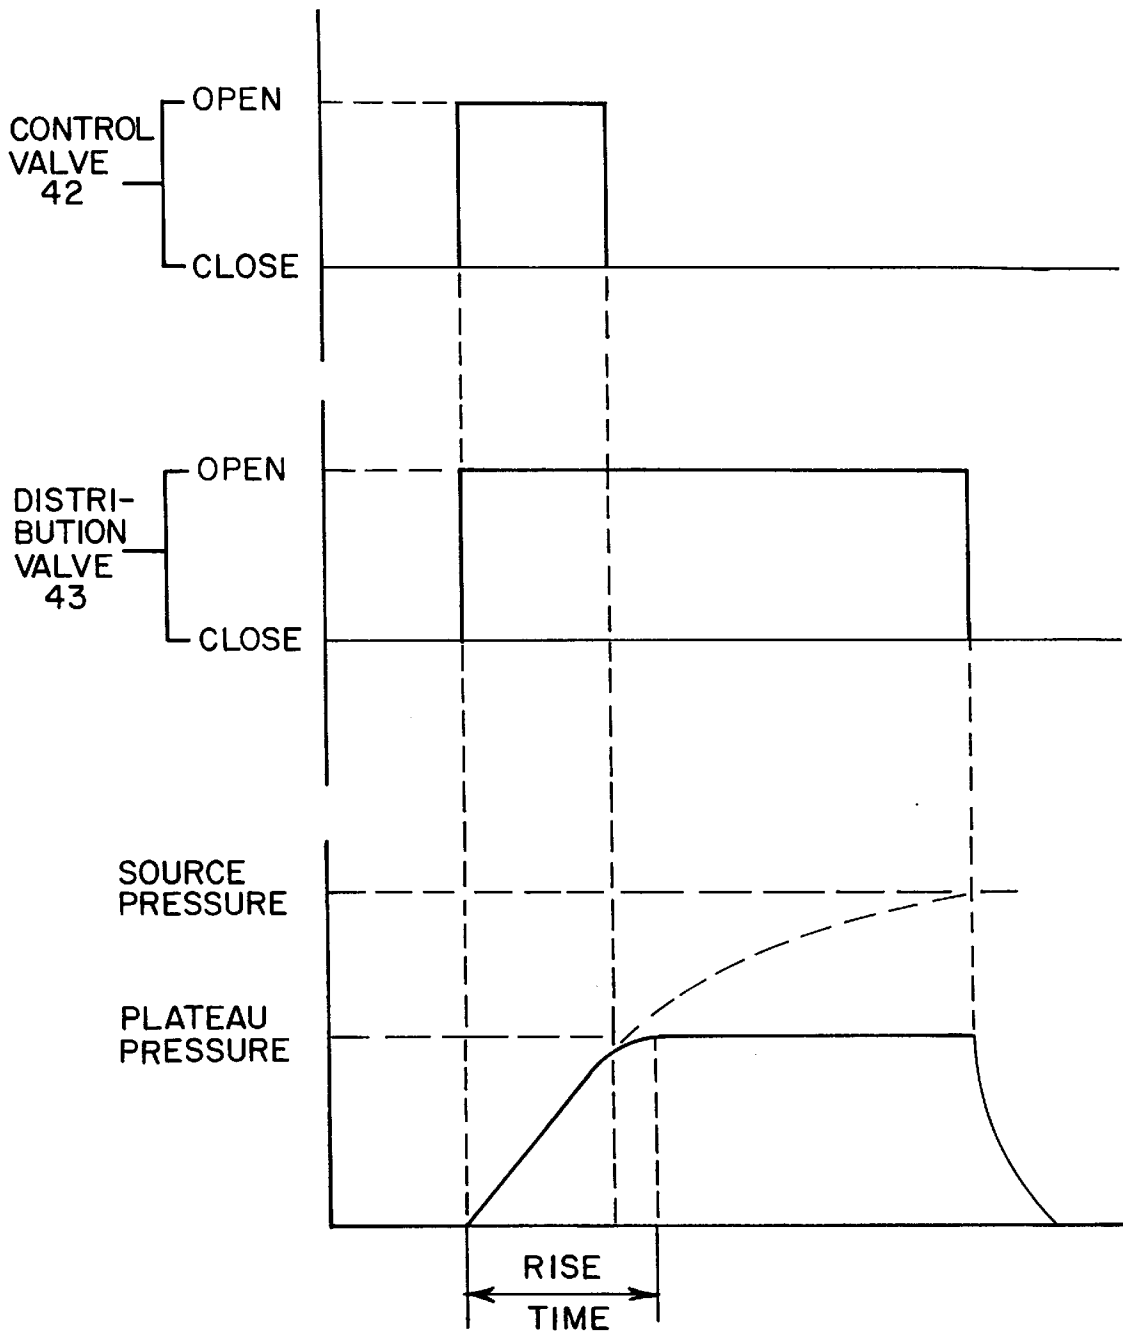 OPEN
CONTROL
VALVE
42
CLOSE
OPEN
DISTRI-
BUTION
VALVE
43
CLOSE
SOURCE
PRESSURE
PLATEAU
PRESSURE
RISE
TIME